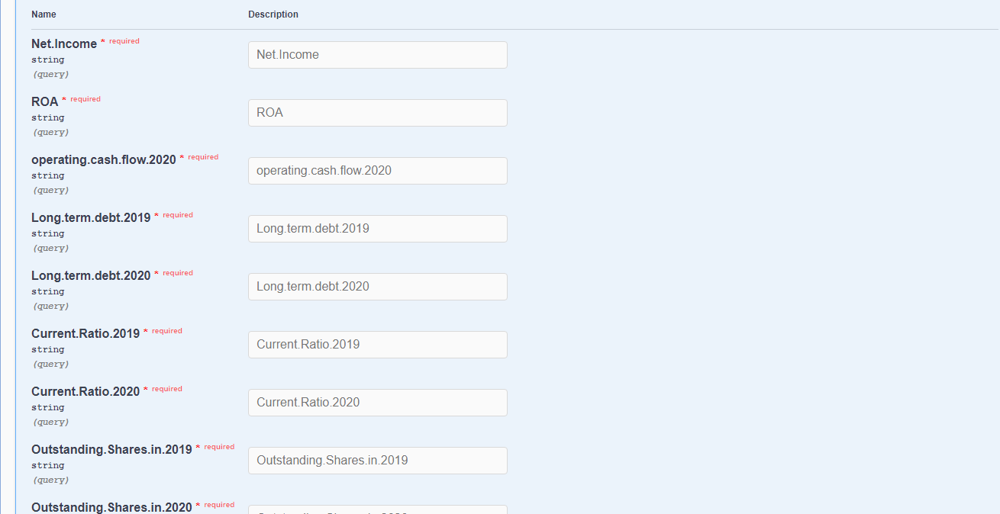 Name Description
Net.Income * required
string
(query)
Net.Income
ROA * required
string
(query)
ROA
operating.cash.flow.2020 * required
string
(query)
operating.cash.flow.2020
Long.term.debt.2019 * required
string
(query)
Long.term.debt.2019
Long.term.debt.2020 * required
string
(query)
Long.term.debt.2020
Current.Ratio.2019 * required
string
(query)
Current.Ratio.2019
Current.Ratio.2020 * required
string
(query)
Current.Ratio.2020
Outstanding.Shares.in.2019 * required
string
(query)
Outstanding.Shares.in.2019
Outstanding.Shares.in.2020 * required